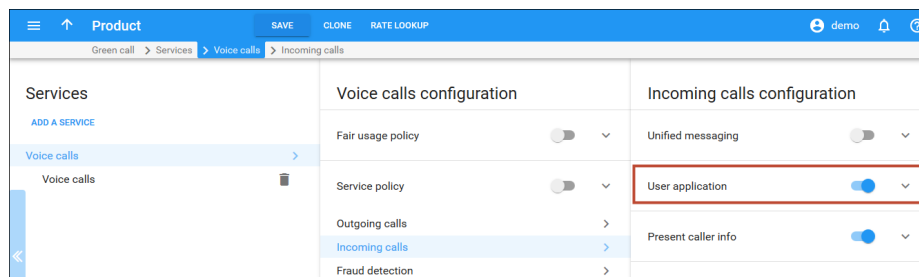 Product SAVE CLONE RATE LOOKUP demo
Green call > Services > Voice calls > Incoming calls
Services
ADD A SERVICE
Voice calls
Voice calls
Voice calls configuration
Fair usage policy
Service policy
Outgoing calls
Incoming calls
Fraud detection
Incoming calls configuration
Unified messaging
User application
Present caller info